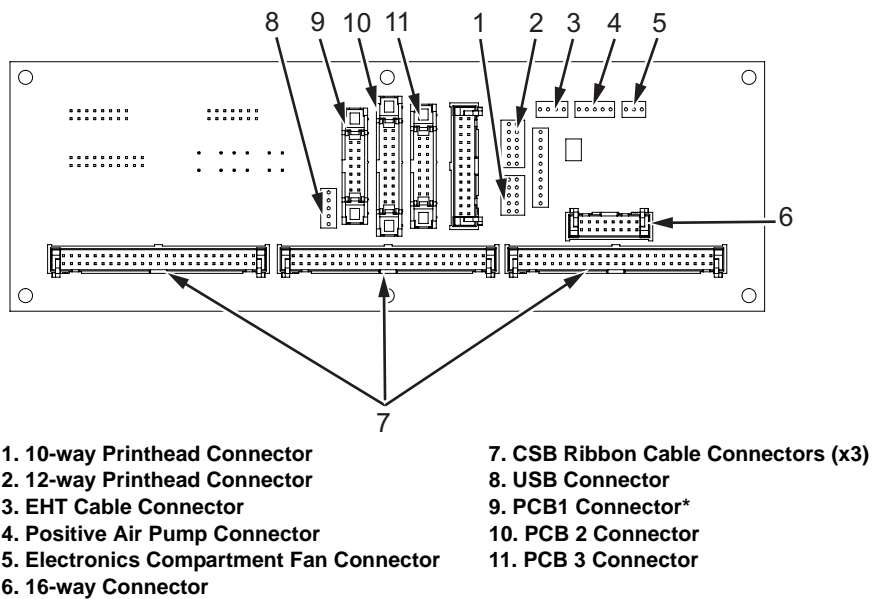 8 9 10 11 1 2 3 4 5
6
7
1. 10-way Printhead Connector
2. 12-way Printhead Connector
3. EHT Cable Connector
4. Positive Air Pump Connector
5. Electronics Compartment Fan Connector
6. 16-way Connector
7. CSB Ribbon Cable Connectors (x3)
8. USB Connector
9. PCB1 Connector*
10. PCB 2 Connector
11. PCB 3 Connector